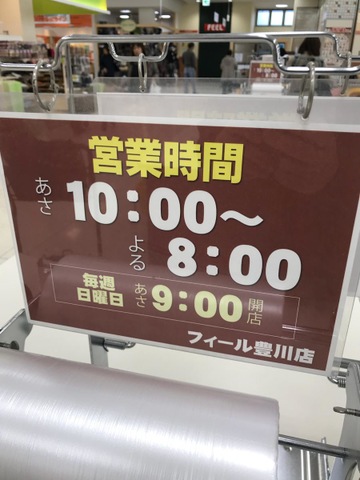 FEEL
営業時間
あさ 10:00～
よる 8:00
毎週日曜日 あさ 9:00 開店
フィール豊川店